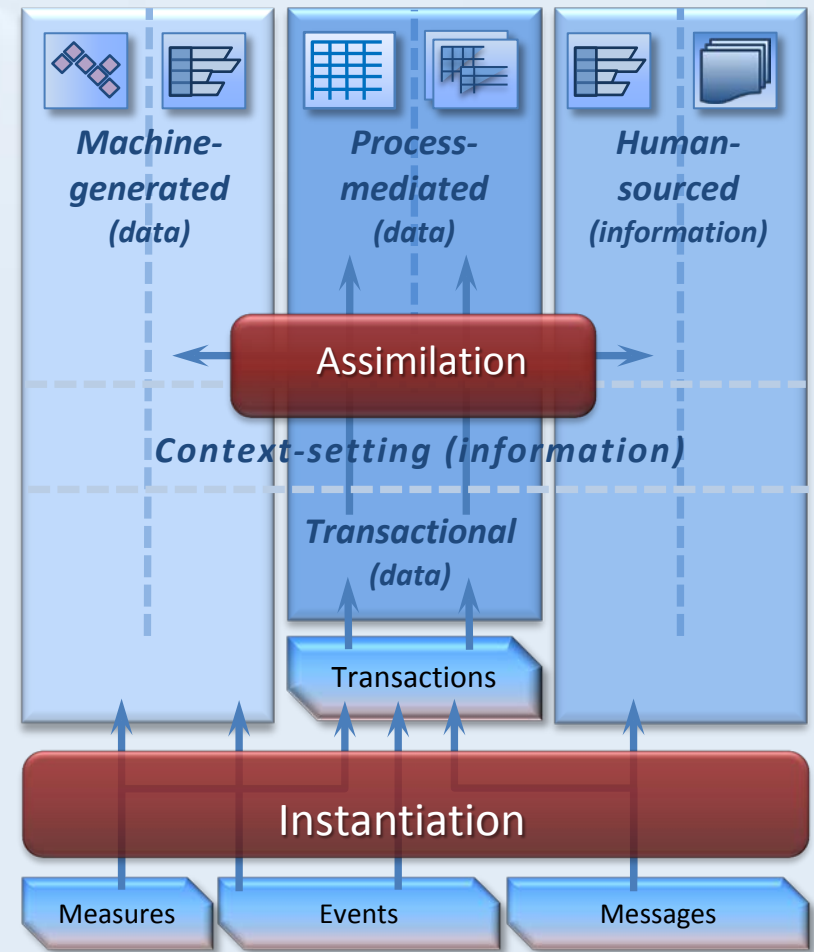 Machine-
generated
(data)
Process-
mediated
(data)
Human-
sourced
(information)
Assimilation
Context-setting (information)
Transactional
(data)
Transactions
Instantiation
Measures
Events
Messages